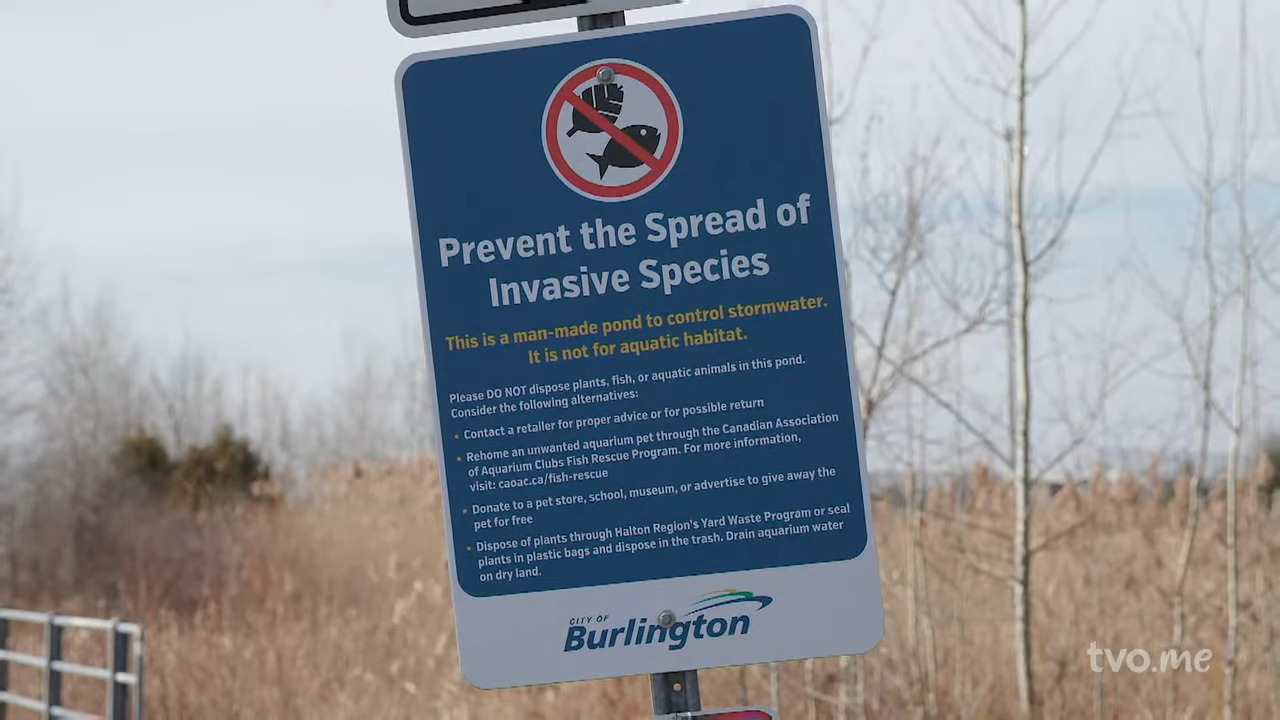 Prevent the Spread of
Invasive Species
This is a man-made pond to control stormwater.
It is not for aquatic habitat.
Please DO NOT dispose plants, fish, or aquatic animals in this pond.
Consider the following alternatives:
• Contact a retailer for proper advice or for possible return
• Rehome an unwanted aquarium pet through the Canadian Association
of Aquarium Clubs Fish Rescue Program. For more information,
visit: caoac.ca/fish-rescue
• Donate to a pet store, school, museum, or advertise to give away the
pet for free
• Dispose of plants through Halton Region's Yard Waste Program or seal
plants in plastic bags and dispose in the trash. Drain aquarium water
on dry land.
CITY OF
Burlington
tvo.me